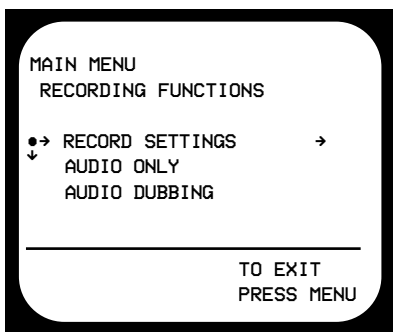 MAIN MENU
RECORDING FUNCTIONS
●→ RECORD SETTINGS →
↓ AUDIO ONLY
AUDIO DUBBING
TO EXIT
PRESS MENU